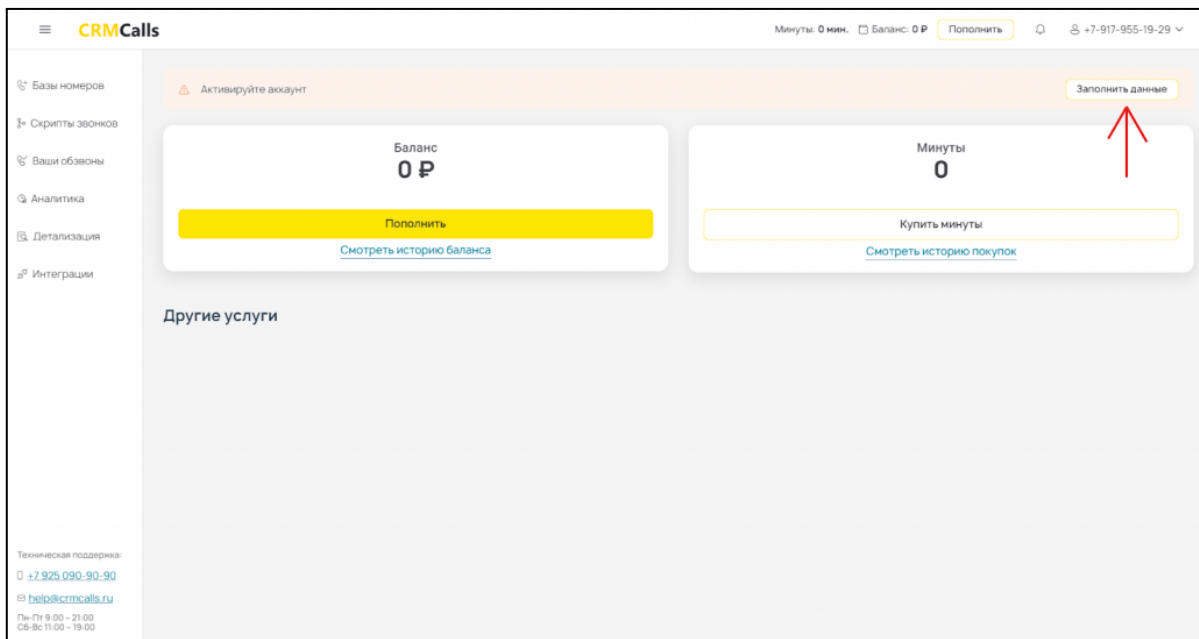 CRMCalls
Минуты: 0 мин. Баланс: 0 ₽ Пополнить +7-917-955-19-29
Базы номеров
Скрипты звонков
Ваши обзвоны
Аналитика
Детализация
Интеграции
Активируйте аккаунт
Заполнить данные
Баланс
0 ₽
Пополнить
Смотреть историю баланса
Минуты
0
Купить минуты
Смотреть историю покупок
Другие услуги
Техническая поддержка:
+7 925 090-90-90
help@crmcalls.ru
Пн-Пт 9:00 – 21:00
Сб-Вс 11:00 – 19:00